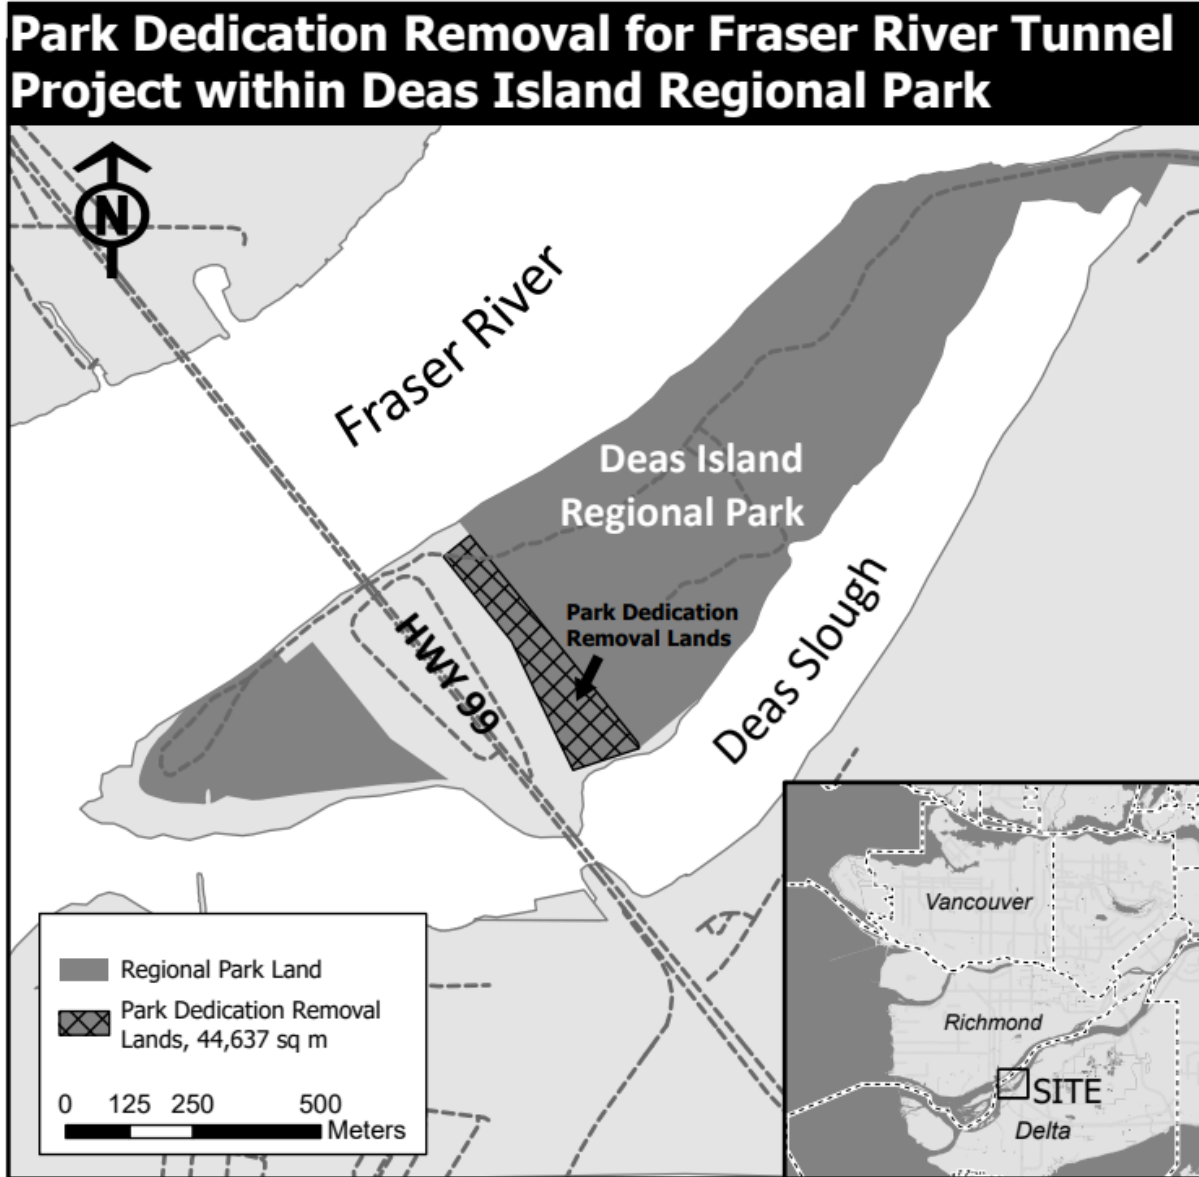 Park Dedication Removal for Fraser River Tunnel
Project within Deas Island Regional Park
N
Fraser River
Deas Island
Regional Park
Park Dedication
Removal Lands
HWY 99
Deas Slough
Regional Park Land
Park Dedication Removal
Lands, 44,637 sq m
0 125 250 500
Meters
Vancouver
Richmond
SITE
Delta